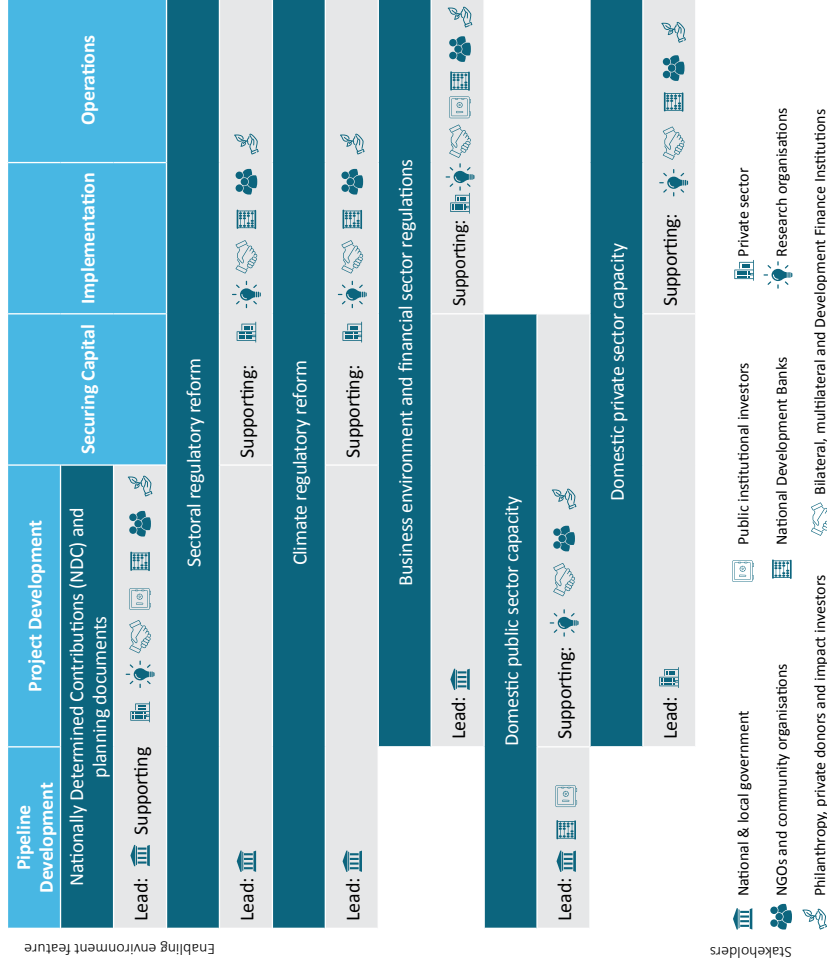 Pipeline
Development
Project Development
Securing Capital
Implementation
Operations
Enabling environment feature
Nationally Determined Contributions (NDC) and
planning documents
Lead:
Supporting
Sectoral regulatory reform
Lead:
Supporting:
Climate regulatory reform
Lead:
Supporting:
Business environment and financial sector regulations
Lead:
Supporting:
Domestic public sector capacity
Lead:
Supporting:
Domestic private sector capacity
Lead:
Supporting:
Stakeholders
National & local government
Public institutional investors
Private sector
NGOs and community organisations
National Development Banks
Research organisations
Philanthropy, private donors and impact investors
Bilateral, multilateral and Development Finance Institutions